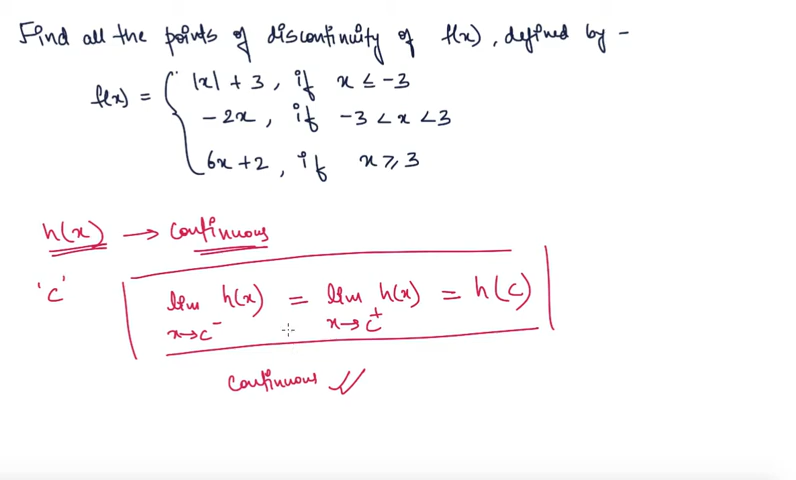 Find all the points of discontinuity of f(x), defined by -
f(x) = { |x| + 3, if x ≤ -3
-2x, if -3 < x < 3
6x + 2, if x ≥ 3
h(x) → continuous
'c'
lim h(x) = lim h(x) = h(c)
x→c⁻ x→c⁺
continuous ✓